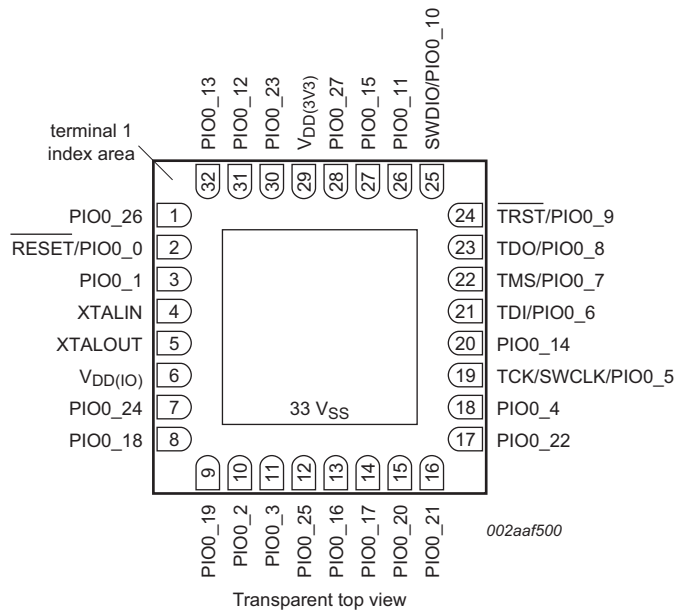 PIO0_13
PIO0_12
PIO0_23
VDD(3V3)
PIO0_27
PIO0_15
PIO0_11
SWDIO/PIO0_10
terminal 1
index area
32
31
30
29
28
27
26
25
PIO0_26 1
RESET/PIO0_0 2
PIO0_1 3
XTALIN 4
XTALOUT 5
VDD(IO) 6
PIO0_24 7
PIO0_18 8
24 TRST/PIO0_9
23 TDO/PIO0_8
22 TMS/PIO0_7
21 TDI/PIO0_6
20 PIO0_14
19 TCK/SWCLK/PIO0_5
18 PIO0_4
17 PIO0_22
33 VSS
9
10
11
12
13
14
15
16
PIO0_19
PIO0_2
PIO0_3
PIO0_25
PIO0_16
PIO0_17
PIO0_20
PIO0_21
002aaf500
Transparent top view